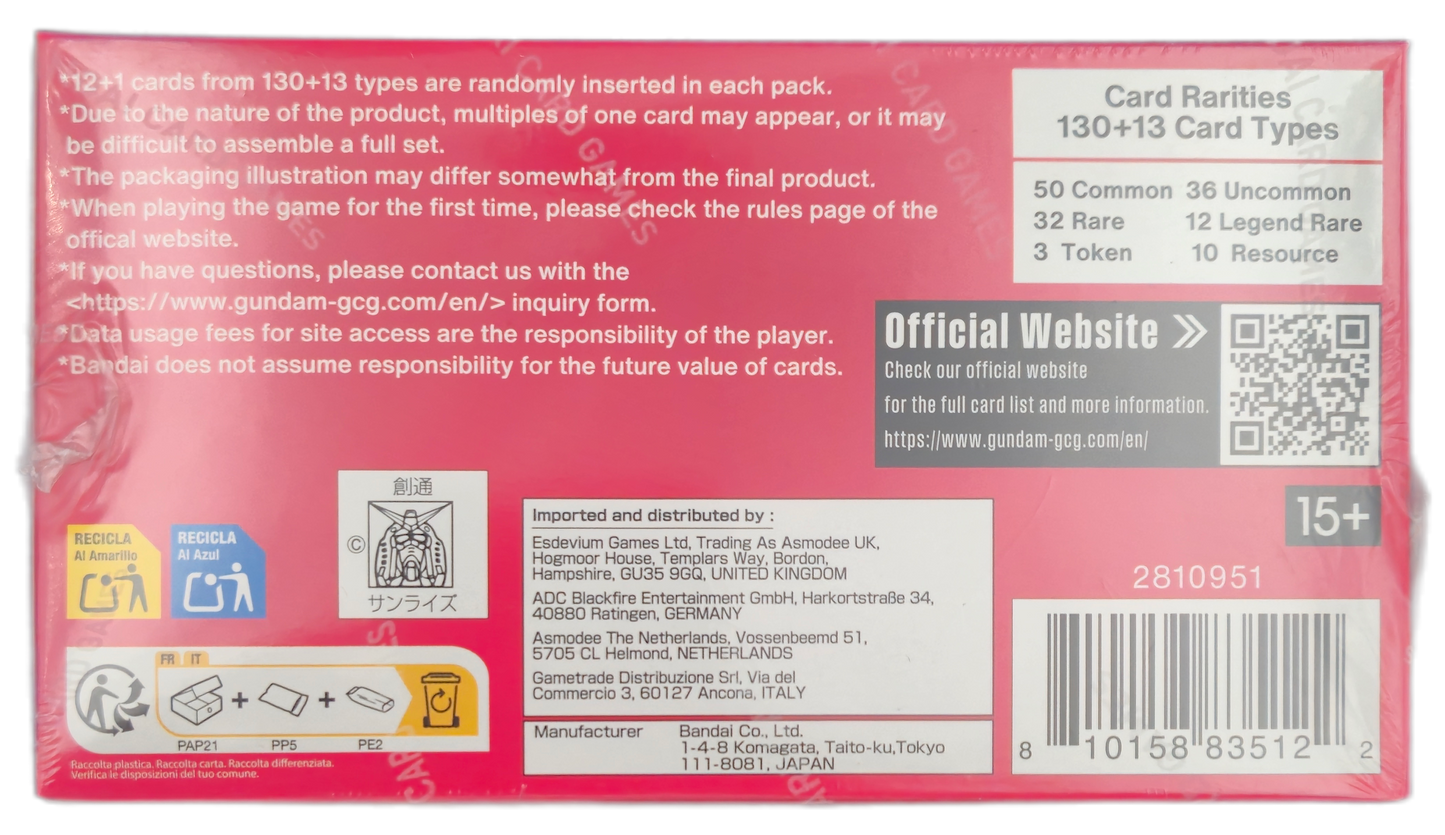 *12+1 cards from 130+13 types are randomly inserted in each pack.
*Due to the nature of the product, multiples of one card may appear, or it may
be difficult to assemble a full set.
*The packaging illustration may differ somewhat from the final product.
*When playing the game for the first time, please check the rules page of the
offical website.
*If you have questions, please contact us with the
<https://www.gundam-gcg.com/en/> inquiry form.
*Data usage fees for site access are the responsibility of the player.
*Bandai does not assume responsibility for the future value of cards.
Card Rarities
130+13 Card Types
50 Common 36 Uncommon
32 Rare 12 Legend Rare
3 Token 10 Resource
Official Website
Check our official website
for the full card list and more information.
https://www.gundam-gcg.com/en/
15+
RECICLA
Al Amarillo
RECICLA
Al Azul
創通
©
サンライズ
FR IT
+ +
PAP21 PP5 PE2
Raccolta plastica. Raccolta carta. Raccolta differenziata.
Verifica le disposizioni del tuo comune.
Imported and distributed by :
Esdevium Games Ltd, Trading As Asmodee UK,
Hogmoor House, Templars Way, Bordon,
Hampshire, GU35 9GQ, UNITED KINGDOM
ADC Blackfire Entertainment GmbH, Harkortstraße 34,
40880 Ratingen, GERMANY
Asmodee The Netherlands, Vossenbeemd 51,
5705 CL Helmond, NETHERLANDS
Gametrade Distribuzione Srl, Via del
Commercio 3, 60127 Ancona, ITALY
Manufacturer Bandai Co., Ltd.
1-4-8 Komagata, Taito-ku,Tokyo
111-8081, JAPAN
2810951
8 10158 83512 2
CARD GAMES
CARD GAMES